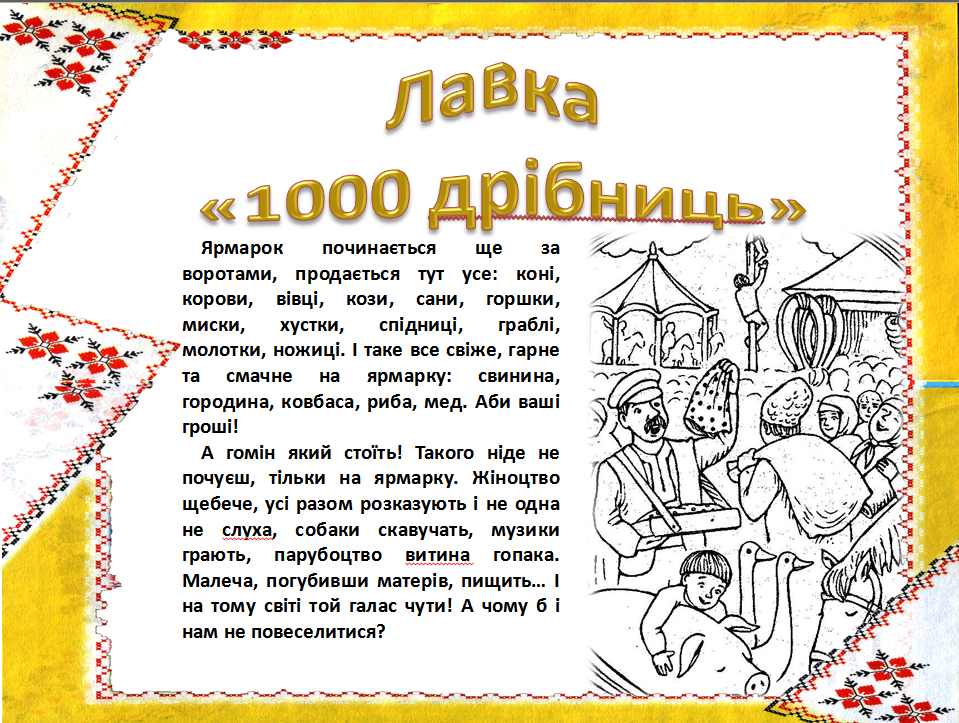 Лавка
«1000 дрібниць»
Ярмарок починається ще за
воротами, продається тут усе: коні,
корови, вівці, кози, сани, горшки,
миски, хустки, спідниці, граблі,
молотки, ножиці. І таке все свіже, гарне
та смачне на ярмарку: свинина,
городина, ковбаса, риба, мед. Аби ваші
гроші!
А гомін який стоїть! Такого ніде не
почуєш, тільки на ярмарку. Жіноцтво
щебече, усі разом розказують і не одна
не слуха, собаки скавучать, музики
грають, парубоцтво витина гопака.
Малеча, погубивши матерів, пищить... І
на тому світі той галас чути! А чому б і
нам не повеселитися?